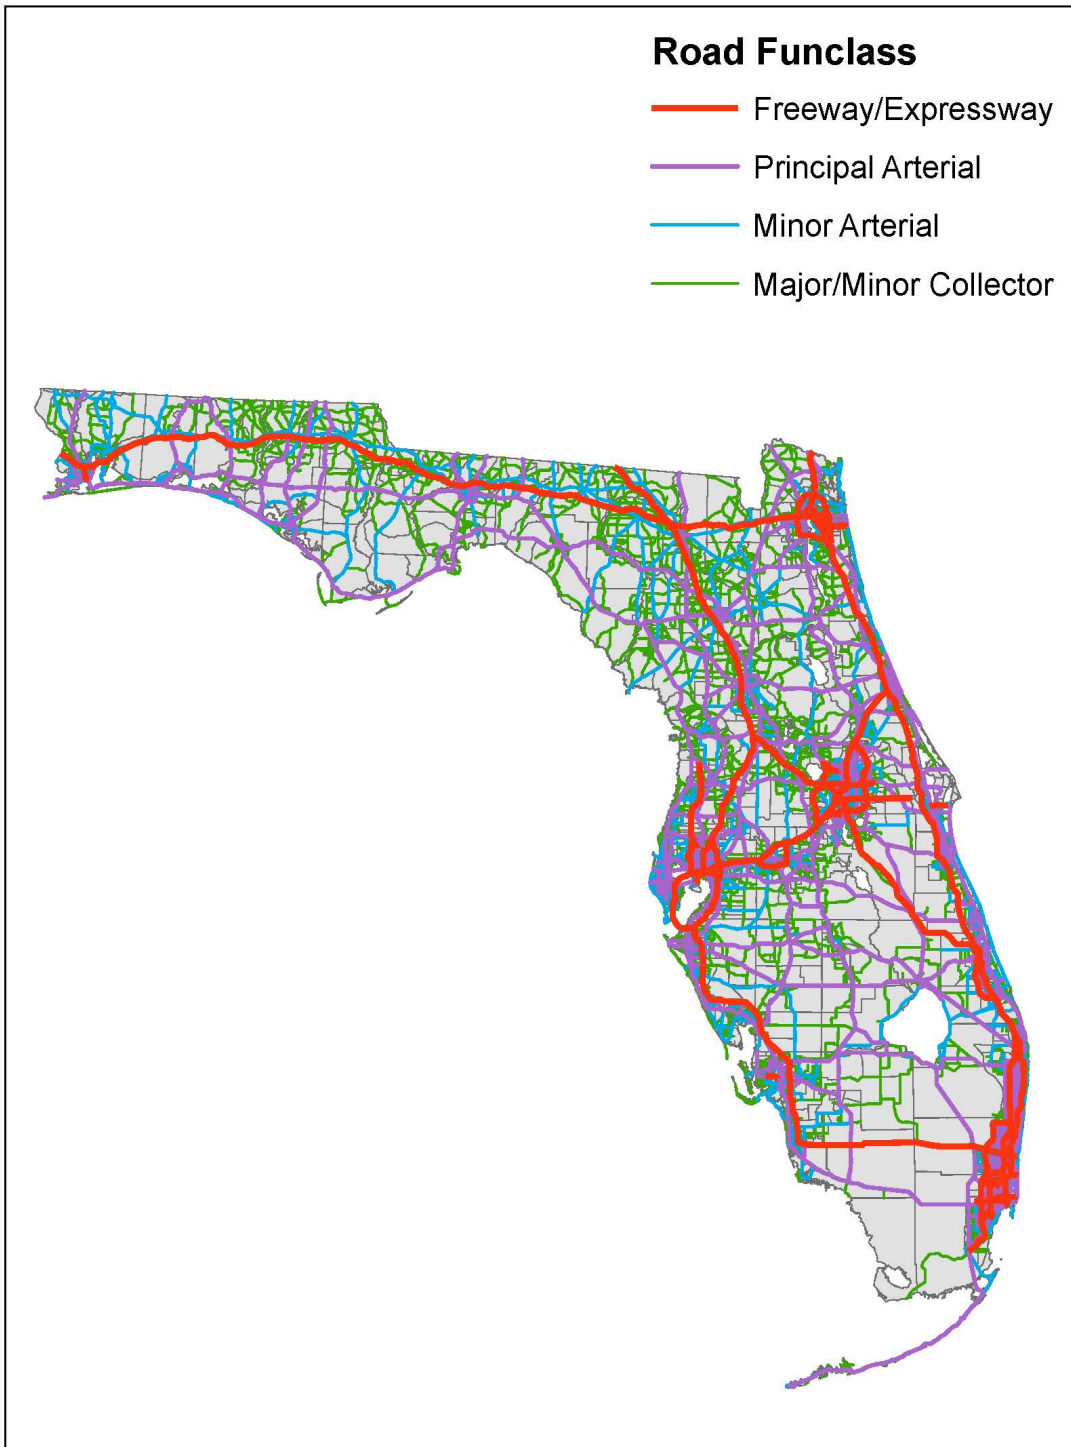 Road Funclass
Freeway/Expressway
Principal Arterial
Minor Arterial
Major/Minor Collector